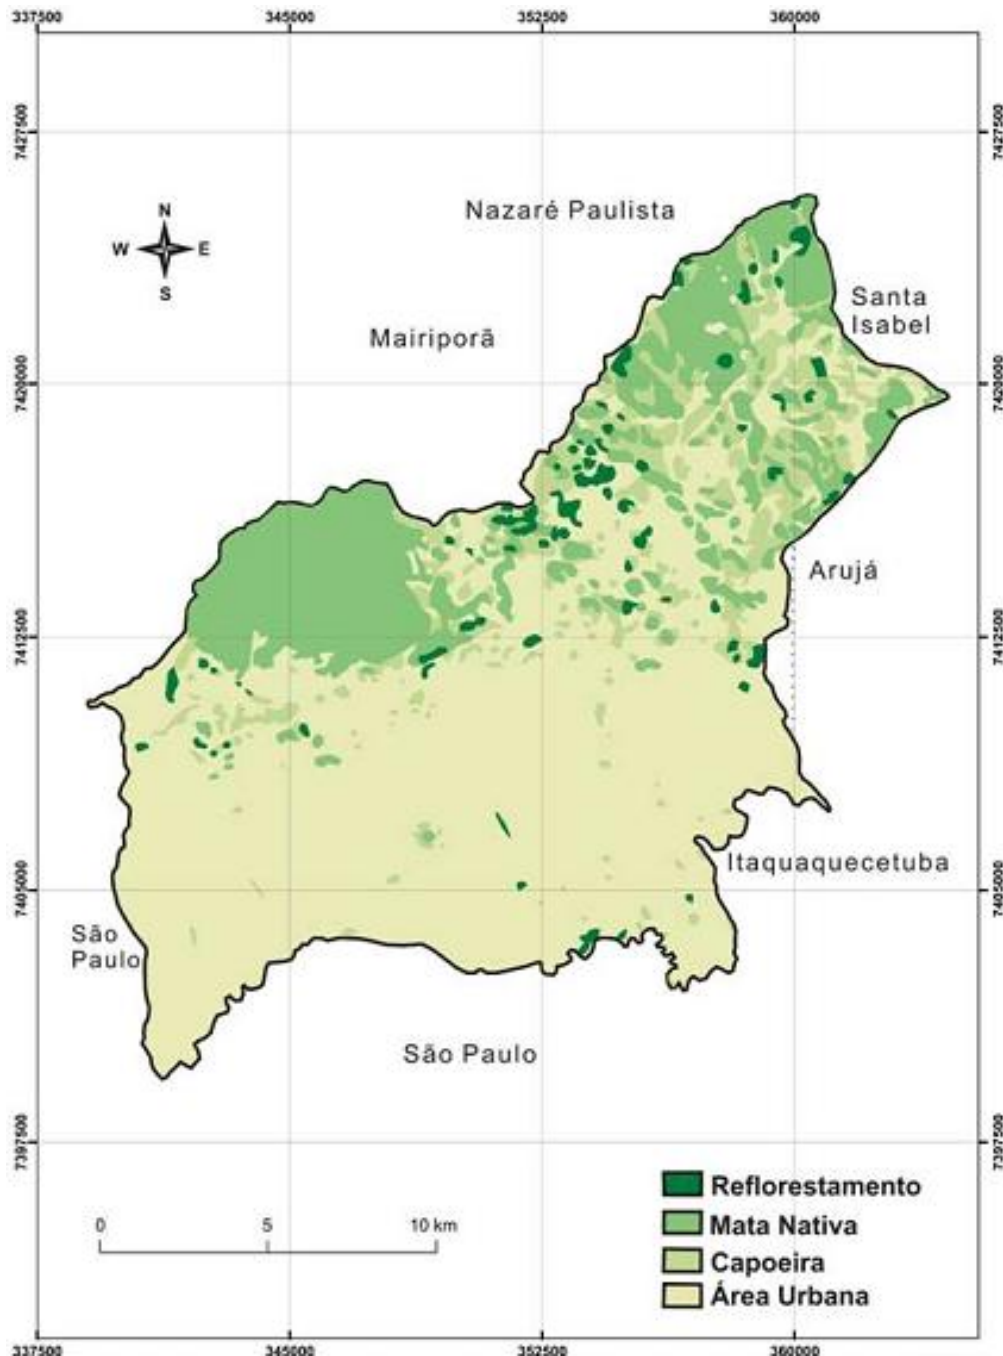 337500 345000 352500 360000
7427500 7427500
Nazaré Paulista
N
W E
S
Santa
Isabel
Mairiporã
7420000 7420000
Arujá
7412500 7412500
Itaquaquecetuba
7405000 7405000
São
Paulo
São Paulo
7397500 7397500
Reflorestamento
0 5 10 km
Mata Nativa
Capoeira
Área Urbana
337500 345000 352500 360000